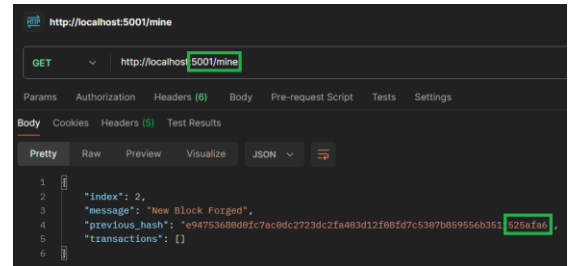 HTTP http://localhost:5001/mine
GET http://localhost:5001/mine
Params Authorization Headers (6) Body Pre-request Script Tests Settings
Body Cookies Headers (5) Test Results
Pretty Raw Preview Visualize JSON
1 {
2 "index": 2,
3 "message": "New Block Forged",
4 "previous_hash": "e94753680d0fc7ac0dc2723dc2fa403d12f08fd7c5307b859556b351525afa6",
5 "transactions": []
6 }